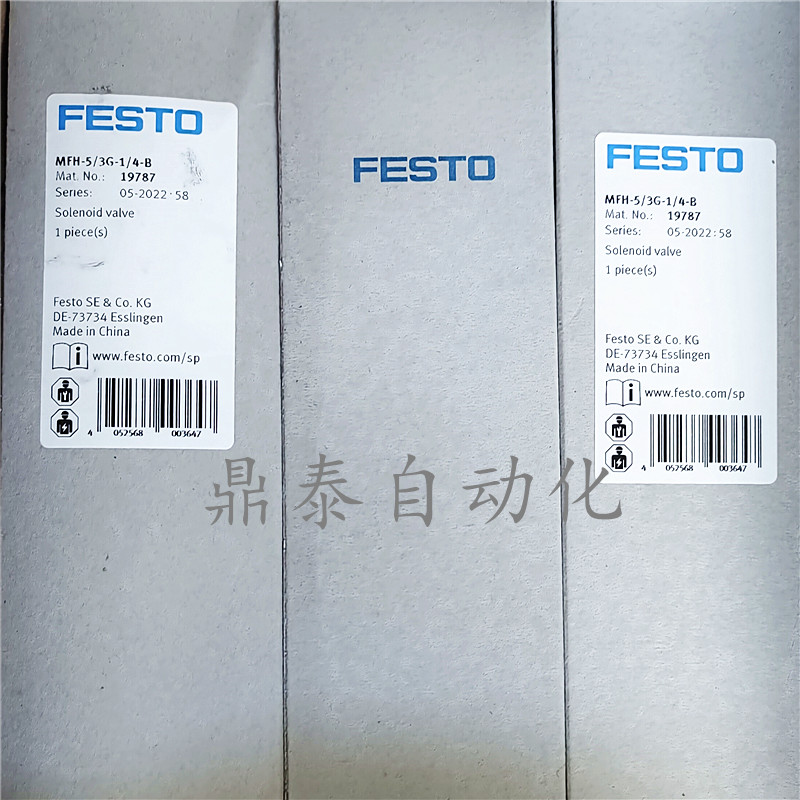 FESTO
MFH-5/3G-1/4-B
Mat. No.: 19787
Series: 05-2022·58
Solenoid valve
1 piece(s)
Festo SE & Co. KG
DE-73734 Esslingen
Made in China
www.festo.com/sp
4 052568 003647
FESTO
FESTO
MFH-5/3G-1/4-B
Mat. No.: 19787
Series: 05-2022:58
Solenoid valve
1 piece(s)
Festo SE & Co. KG
DE-73734 Esslingen
Made in China
www.festo.com/sp
4 052568 003647
鼎泰自动化